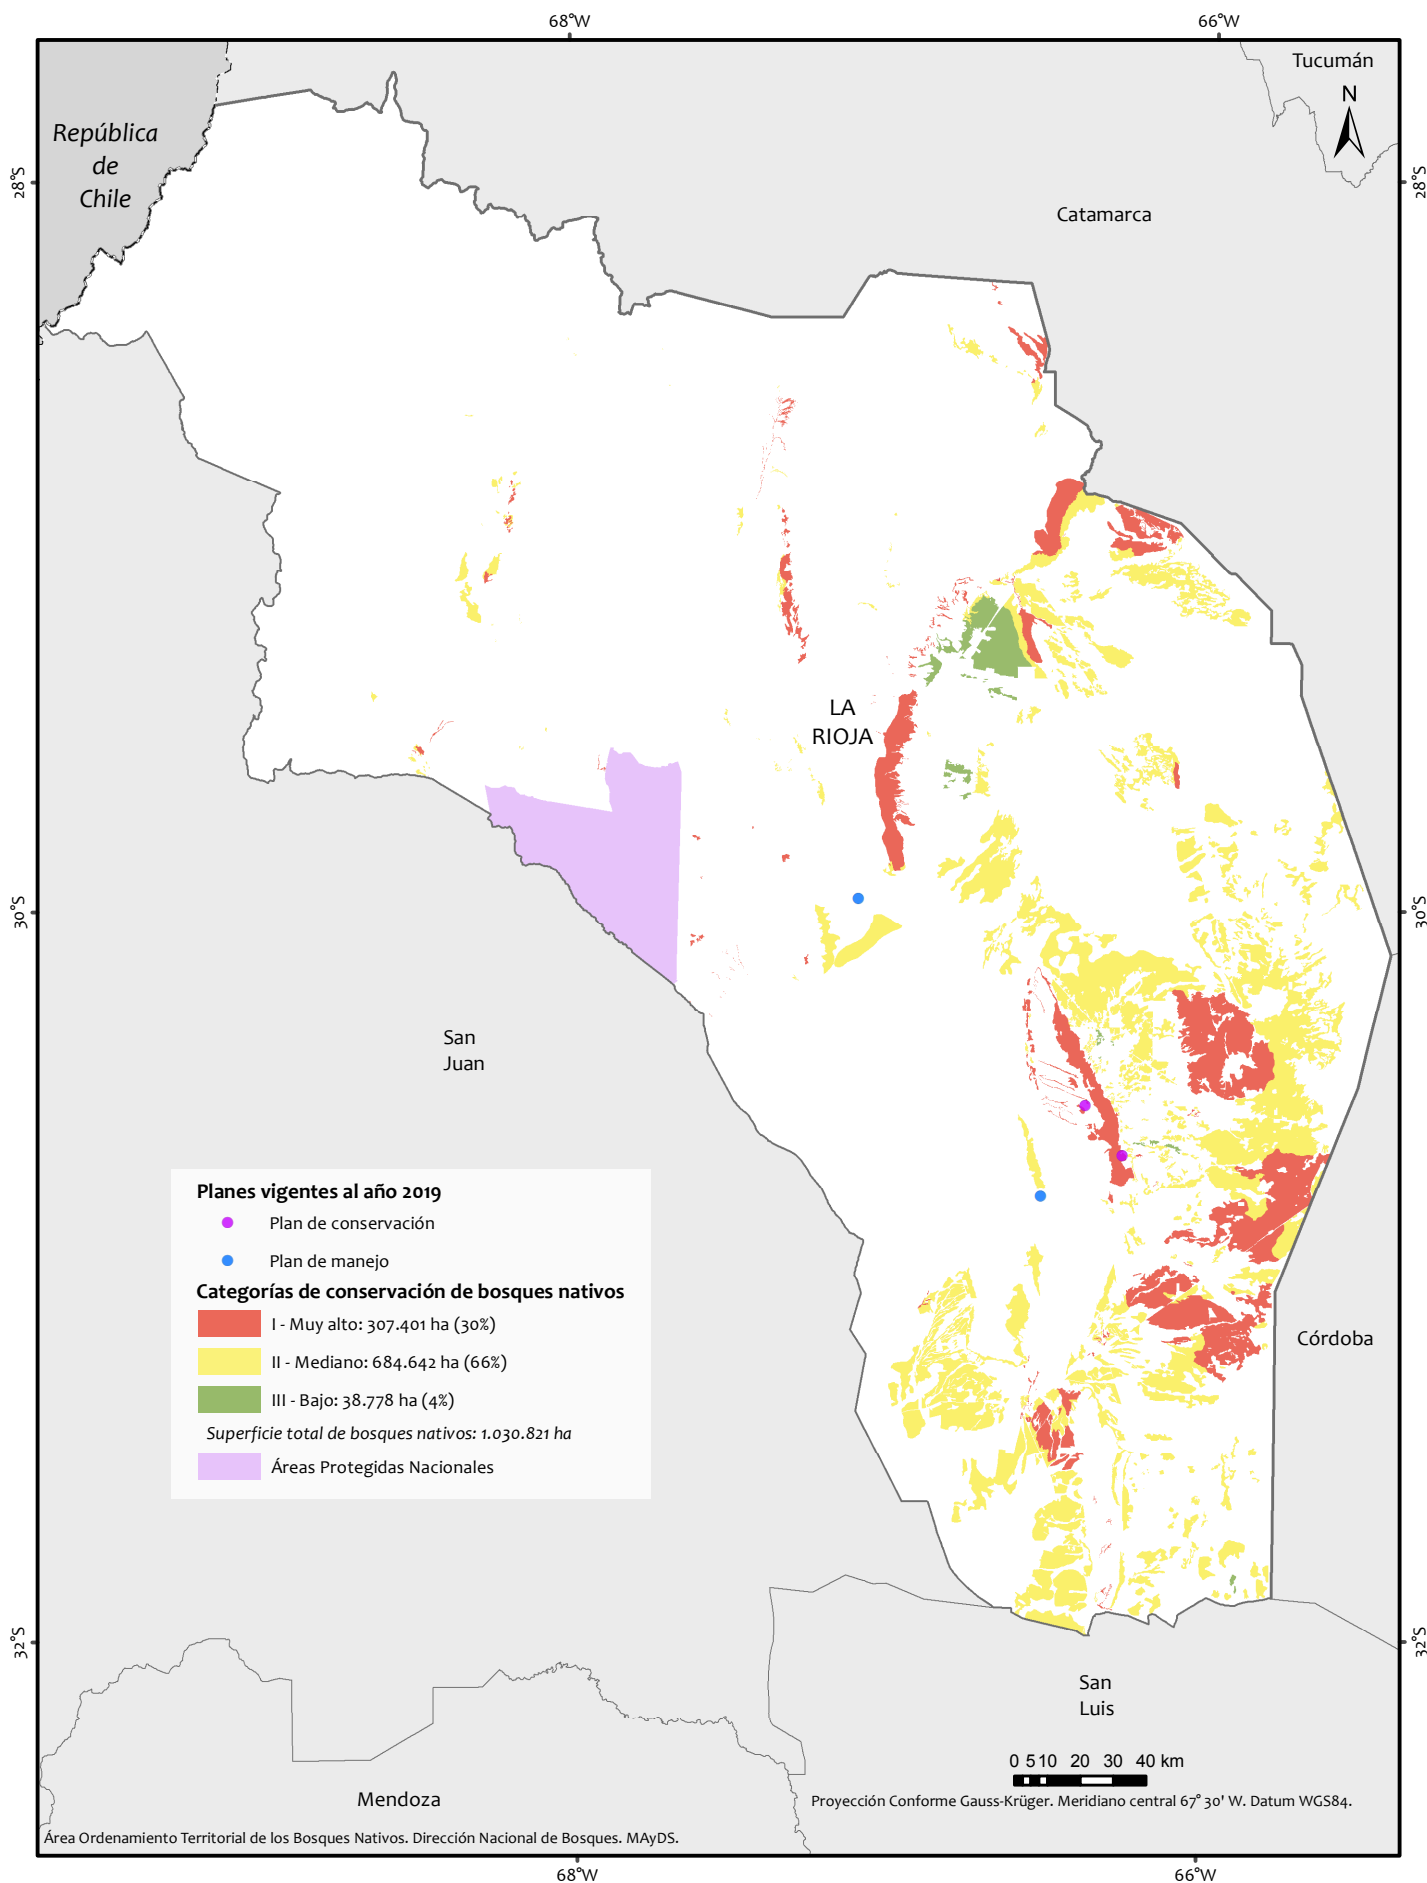 68°W
66°W
Tucumán
N
República
de
Chile
28°S
28°S
Catamarca
LA
RIOJA
30°S
30°S
San
Juan
Planes vigentes al año 2019
Plan de conservación
Plan de manejo
Categorías de conservación de bosques nativos
I - Muy alto: 307.401 ha (30%)
II - Mediano: 684.642 ha (66%)
III - Bajo: 38.778 ha (4%)
Superficie total de bosques nativos: 1.030.821 ha
Áreas Protegidas Nacionales
Córdoba
32°S
32°S
San
Luis
0 5 10 20 30 40 km
Mendoza
Proyección Conforme Gauss-Krüger. Meridiano central 67° 30' W. Datum WGS84.
Área Ordenamiento Territorial de los Bosques Nativos. Dirección Nacional de Bosques. MAyDS.
68°W
66°W